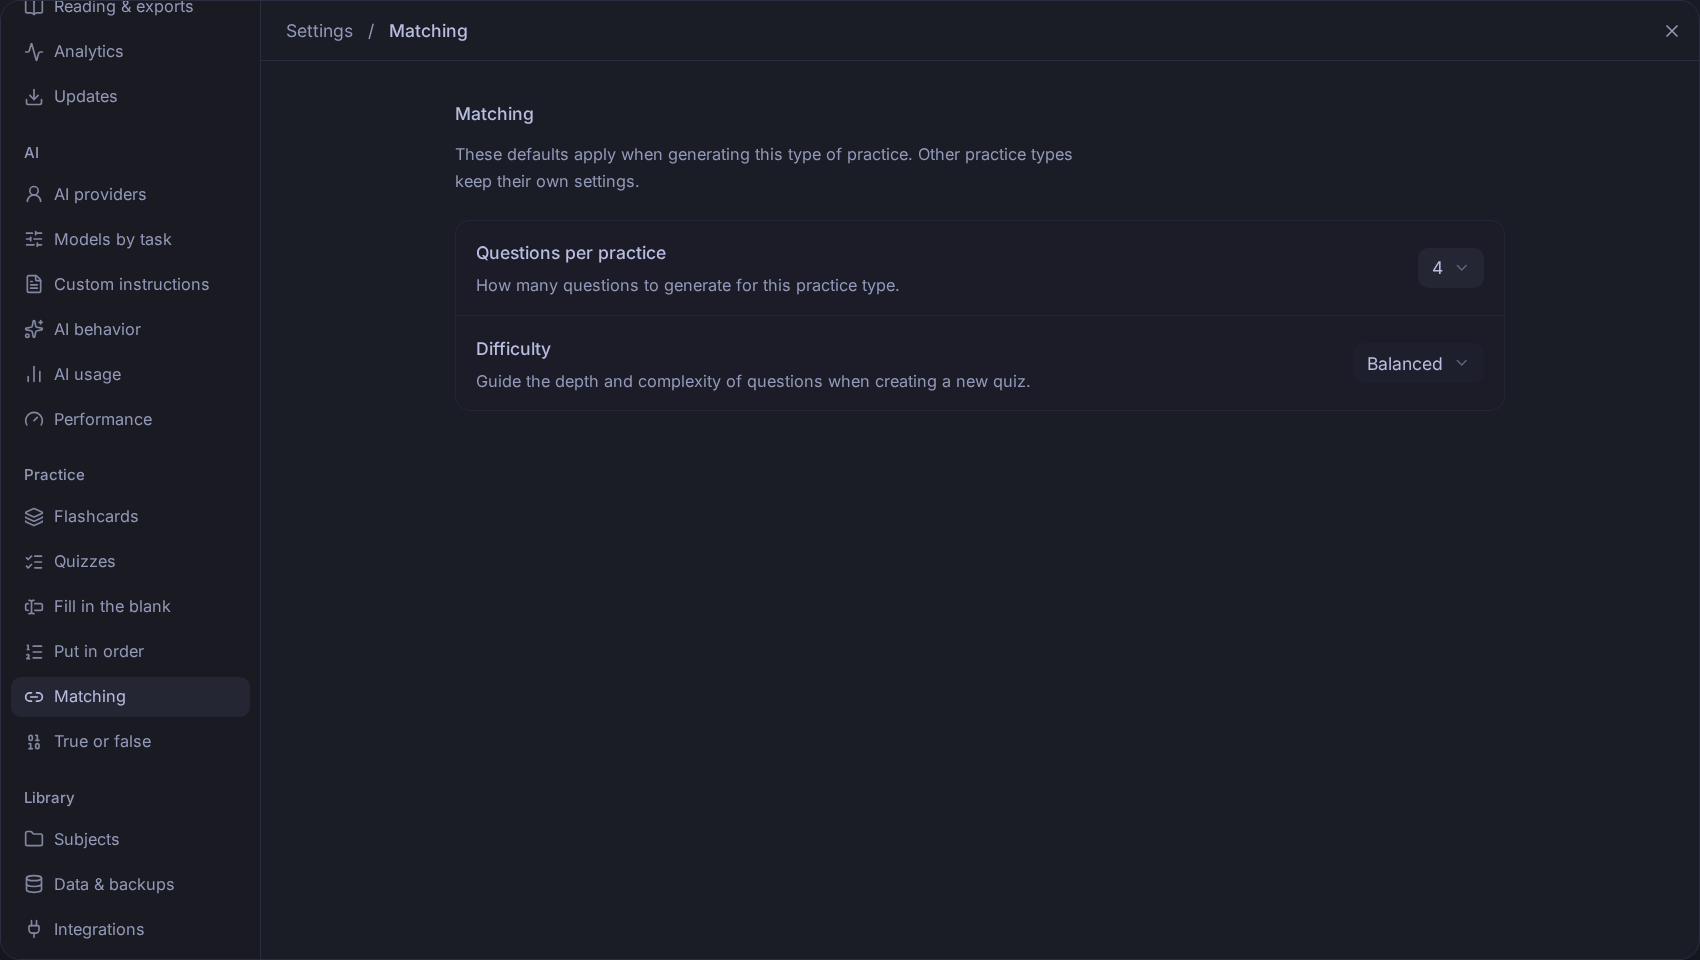 Reading & exports
Analytics
Updates
AI
AI providers
Models by task
Custom instructions
AI behavior
AI usage
Performance
Practice
Flashcards
Quizzes
Fill in the blank
Put in order
Matching
True or false
Library
Subjects
Data & backups
Integrations
Settings / Matching
Matching
These defaults apply when generating this type of practice. Other practice types
keep their own settings.
Questions per practice
How many questions to generate for this practice type.
4
Difficulty
Guide the depth and complexity of questions when creating a new quiz.
Balanced